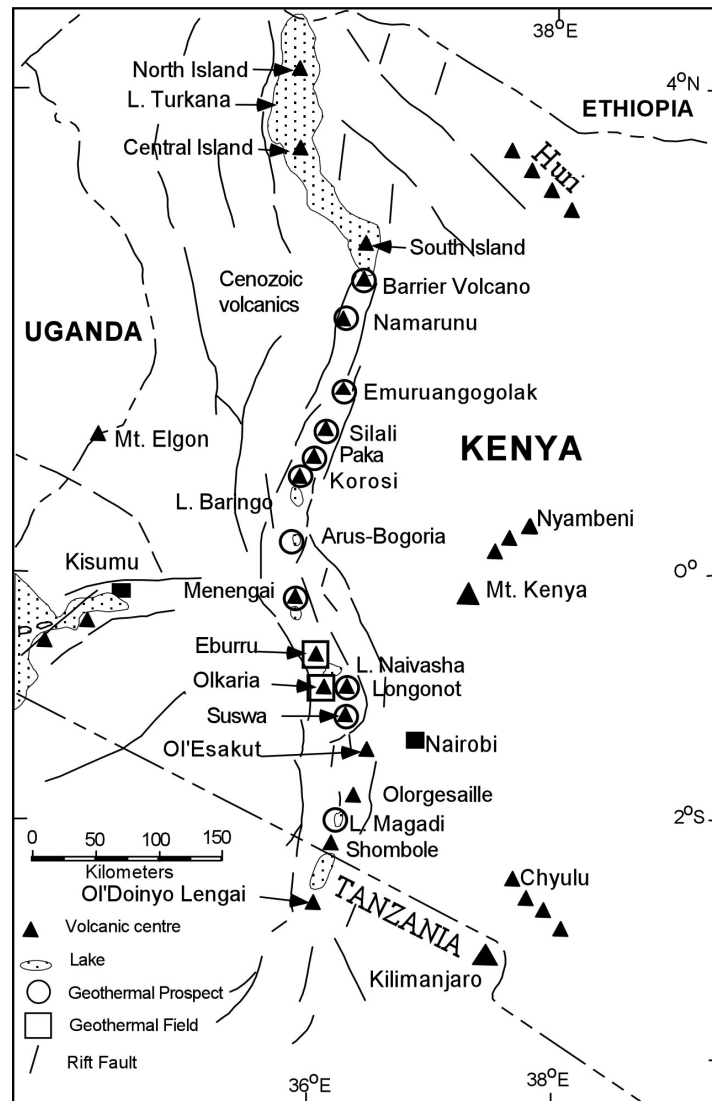 38°E
North Island
4°N
L. Turkana
ETHIOPIA
Central Island
Huri
South Island
Cenozoic
volcanics
Barrier Volcano
UGANDA
Namarunu
Emuruangogolak
Silali
KENYA
Mt. Elgon
Paka
Korosi
L. Baringo
Nyambeni
Arus-Bogoria
Kisumu
0°
Menengai
Mt. Kenya
Eburru
L. Naivasha
Olkaria
Longonot
Suswa
Ol'Esakut
Nairobi
Olorgesaille
2°S
L. Magadi
0 50 100 150
Shombole
Kilometers
Ol'Doinyo Lengai
Chyulu
TANZANIA
Volcanic centre
Lake
Kilimanjaro
Geothermal Prospect
Geothermal Field
Rift Fault
36°E
38°E